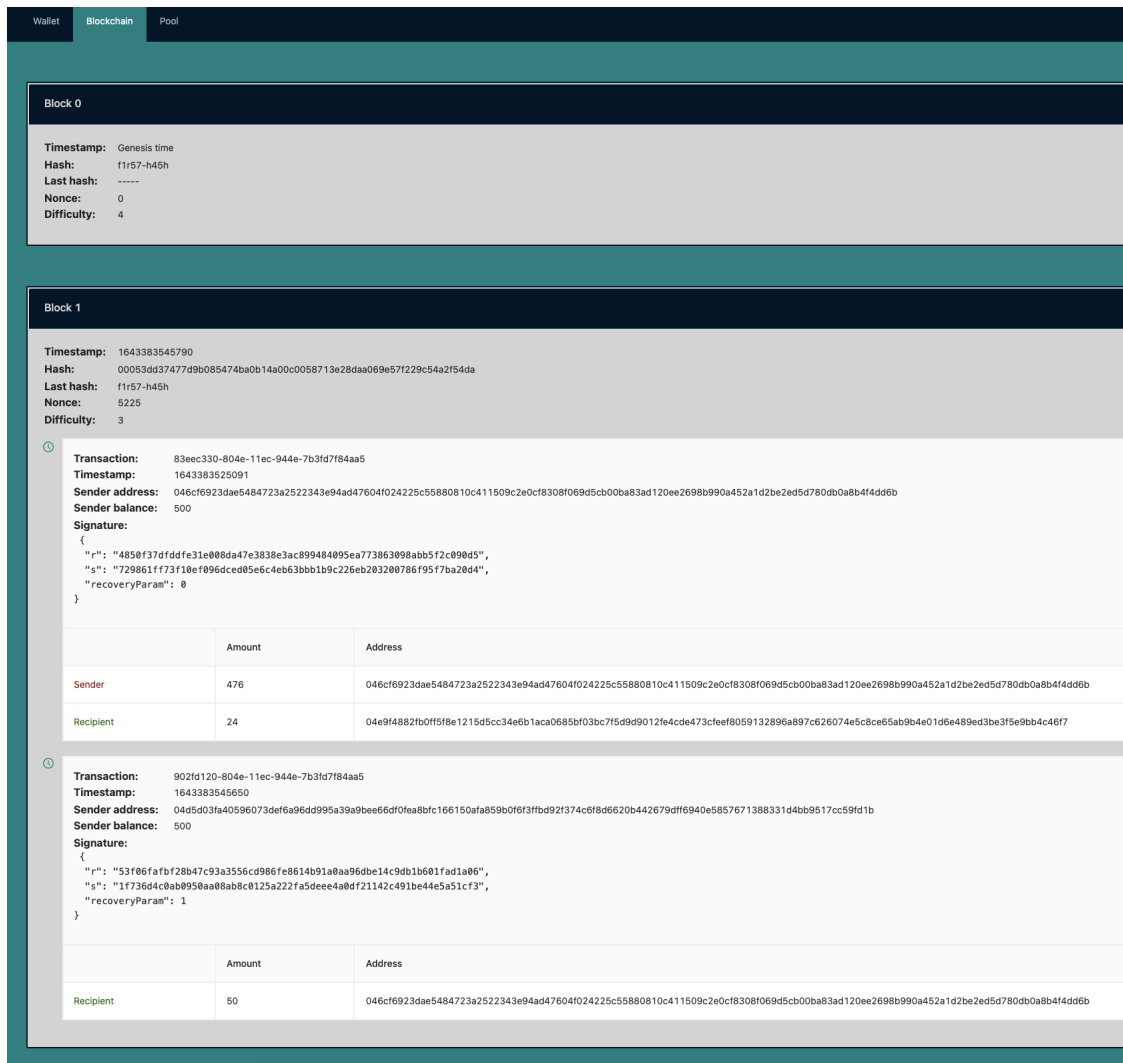 Wallet Blockchain Pool
Block 0
Timestamp: Genesis time
Hash: f1r57-h45h
Last hash: -----
Nonce: 0
Difficulty: 4
Block 1
Timestamp: 1643383545790
Hash: 00053dd37477d9b085474ba0b14a00c0058713e28daa069e57f229c54a2f54da
Last hash: f1r57-h45h
Nonce: 5225
Difficulty: 3
Transaction: 83eec330-804e-11ec-944e-7b3fd7f84aa5
Timestamp: 1643383525091
Sender address: 046cf6923dae5484723a2522343e94ad47604f024225c55880810c411509c2e0cf8308f069d5cb00ba83ad120ee2698b990a452a1d2be2ed5d780db0a8b4f4dd6b
Sender balance: 500
Signature:
{
"r": "4850f37dfddfe31e008da47e3838e3ac899484095ea773863098abb5f2c090d5",
"s": "729861ff73f10ef096dced05e6c4eb63bbb1b9c226eb203200786f95f7ba20d4",
"recoveryParam": 0
}
Amount Address
Sender 476 046cf6923dae5484723a2522343e94ad47604f024225c55880810c411509c2e0cf8308f069d5cb00ba83ad120ee2698b990a452a1d2be2ed5d780db0a8b4f4dd6b
Recipient 24 04e9f4882fb0ff5f8e1215d5cc34e6b1aca0685bf03bc7f5d9d9012fe4cde473cfeef8059132896a897c626074e5c8ce65ab9b4e01d6e489ed3be3f5e9bb4c46f7
Transaction: 902fd120-804e-11ec-944e-7b3fd7f84aa5
Timestamp: 1643383545650
Sender address: 04d5d03fa40596073def6a96dd995a39a9bee66df0fea8bfc166150afa859b0f6f3ffbd92f374c6f8d6620b442679dff6940e5857671388331d4bb9517cc59fd1b
Sender balance: 500
Signature:
{
"r": "53f06fafbf28b47c93a3556cd986fe8614b91a0aa96dbe14c9db1b601fad1a06",
"s": "1f736d4c0ab0950aa08ab8c0125a222fa5deee4a0df21142c491be44e5a51cf3",
"recoveryParam": 1
}
Amount Address
Recipient 50 046cf6923dae5484723a2522343e94ad47604f024225c55880810c411509c2e0cf8308f069d5cb00ba83ad120ee2698b990a452a1d2be2ed5d780db0a8b4f4dd6b